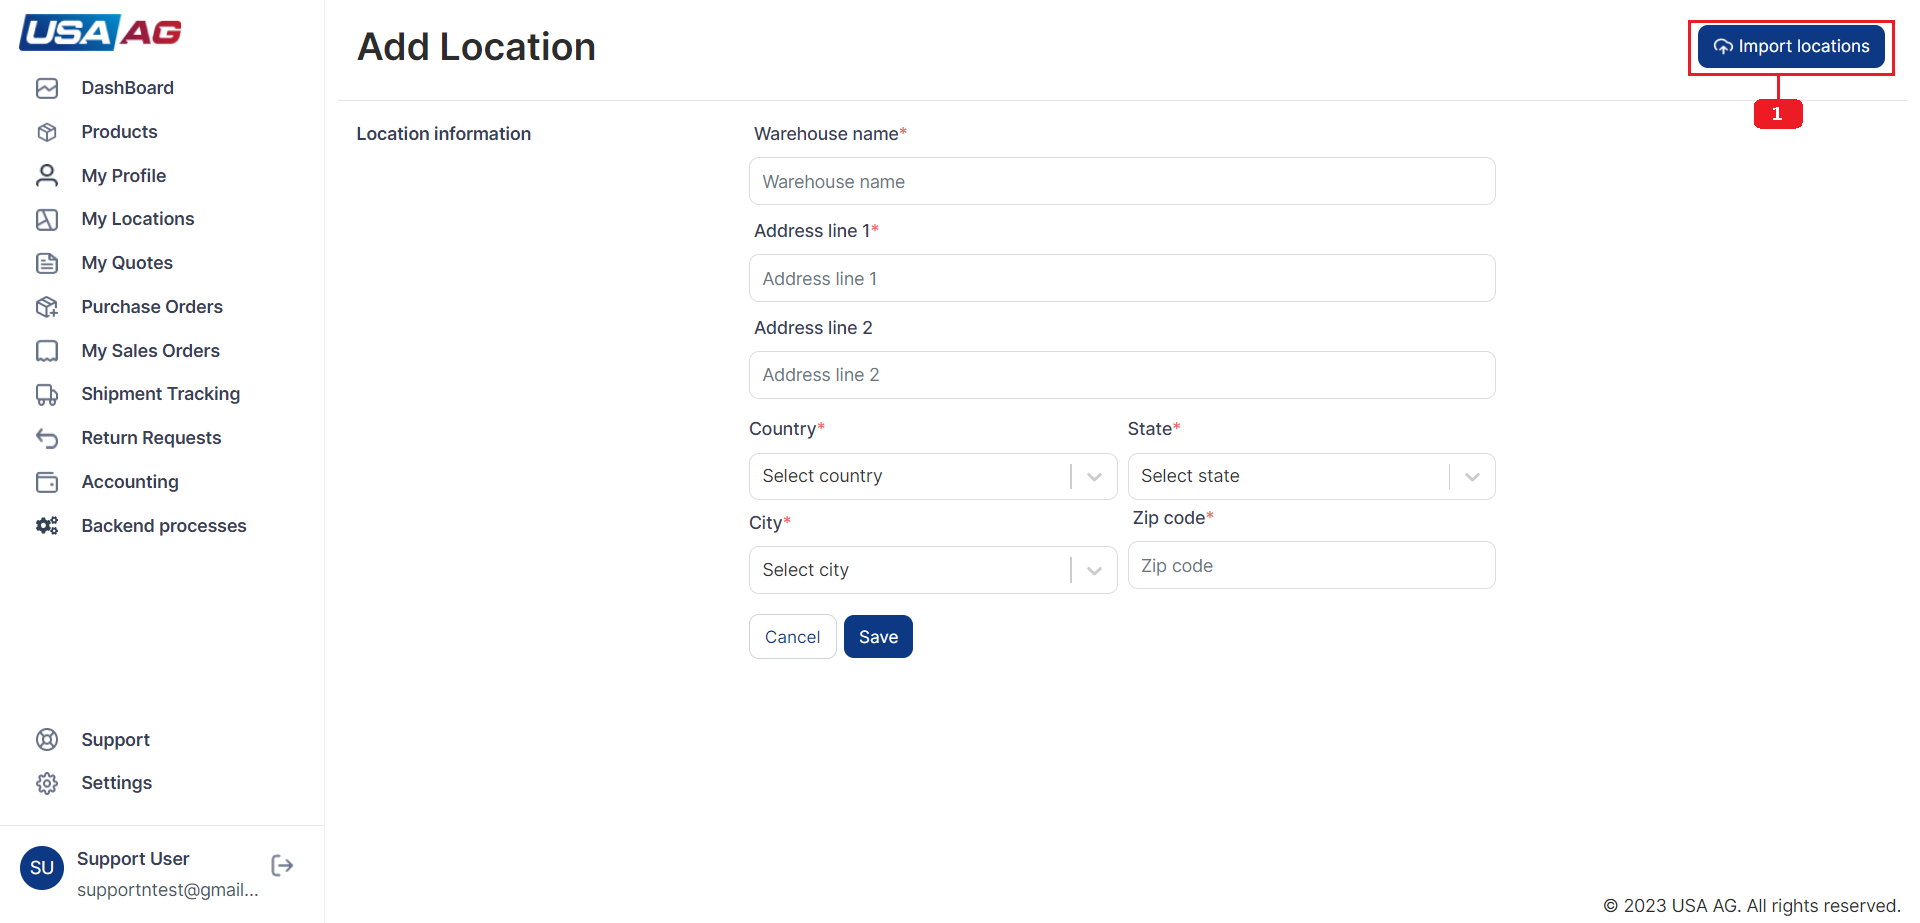 USA AG
DashBoard
Products
My Profile
My Locations
My Quotes
Purchase Orders
My Sales Orders
Shipment Tracking
Return Requests
Accounting
Backend processes
Support
Settings
SU
Support User
supportntest@gmail...
Add Location
Import locations
1
Location information
Warehouse name*
Warehouse name
Address line 1*
Address line 1
Address line 2
Address line 2
Country*
State*
Select country
Select state
City*
Zip code*
Select city
Zip code
Cancel
Save
© 2023 USA AG. All rights reserved.